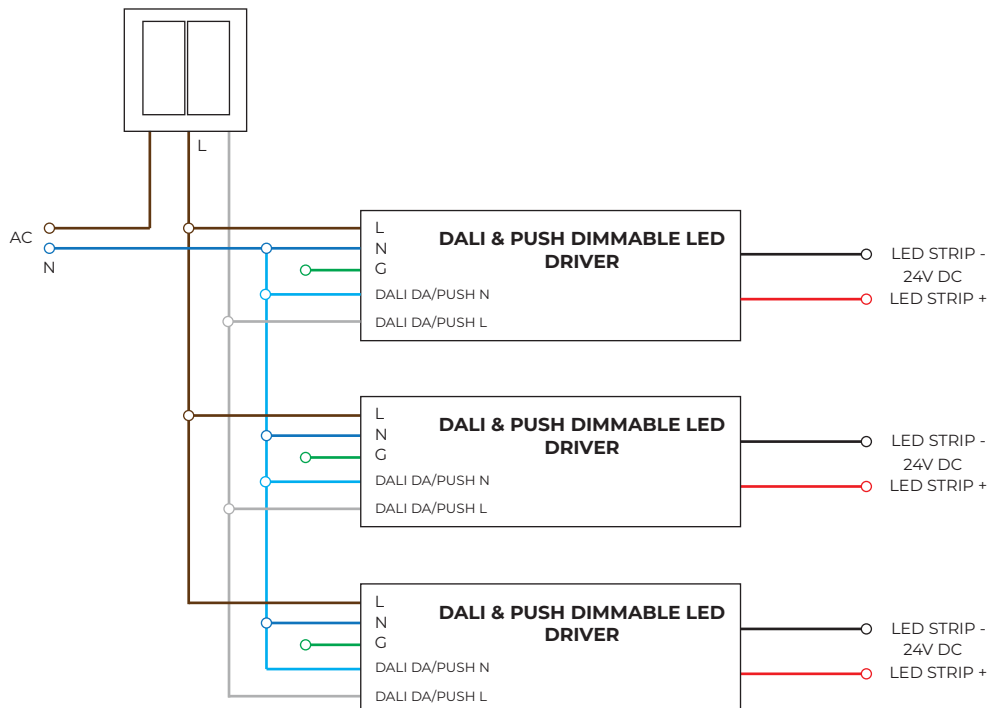 L
AC
N
L
N
G
DALI DA/PUSH N
DALI DA/PUSH L
DALI & PUSH DIMMABLE LED
DRIVER
LED STRIP -
24V DC
LED STRIP +
L
N
G
DALI DA/PUSH N
DALI DA/PUSH L
DALI & PUSH DIMMABLE LED
DRIVER
LED STRIP -
24V DC
LED STRIP +
L
N
G
DALI DA/PUSH N
DALI DA/PUSH L
DALI & PUSH DIMMABLE LED
DRIVER
LED STRIP -
24V DC
LED STRIP +